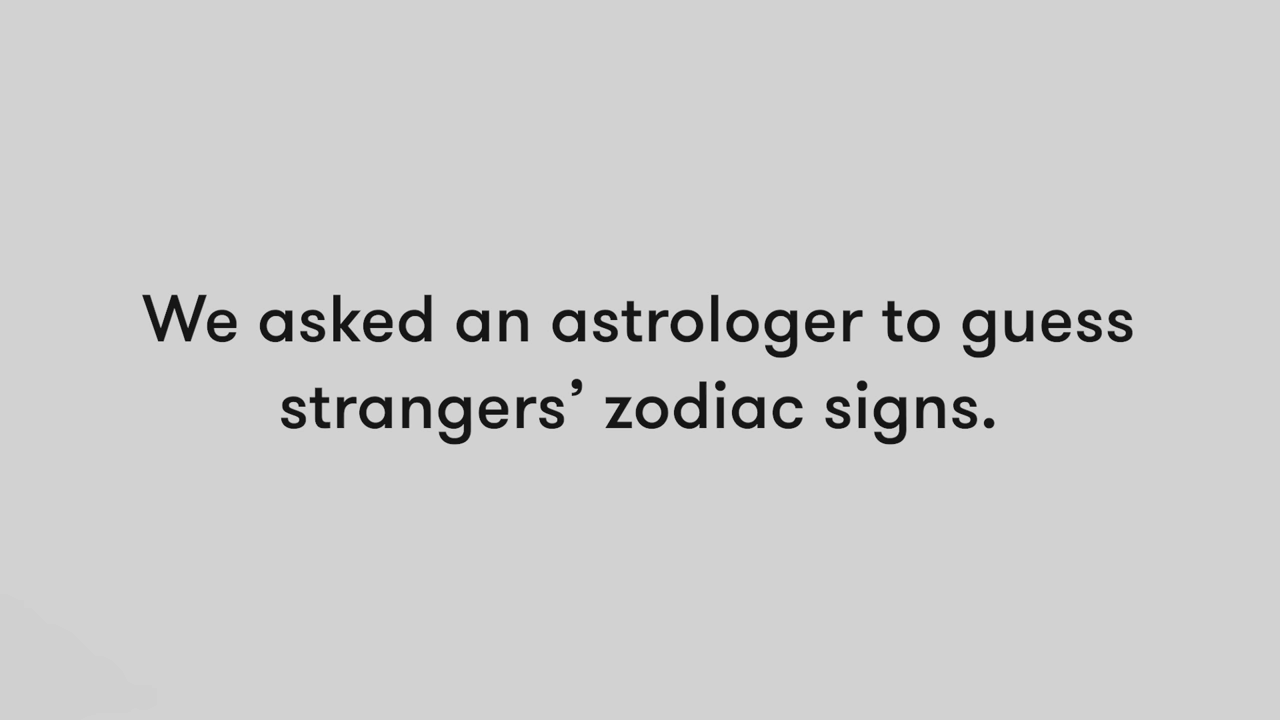 We asked an astrologer to guess
strangers’ zodiac signs.